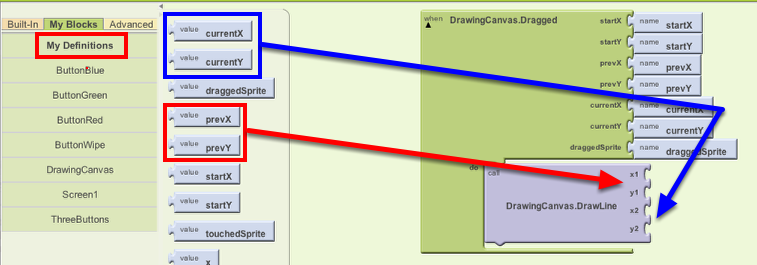 Built-In My Blocks Advanced
My Definitions
ButtonBlue
ButtonGreen
ButtonRed
ButtonWipe
DrawingCanvas
Screen1
ThreeButtons
value currentX
value currentY
value draggedSprite
value prevX
value prevY
value startX
value startY
value touchedSprite
value x
when DrawingCanvas.Dragged
startX name startX
startY name startY
prevX name prevX
prevY name prevY
currentX name currentX
currentY name currentY
draggedSprite name draggedSprite
do
call DrawingCanvas.DrawLine
x1
y1
x2
y2